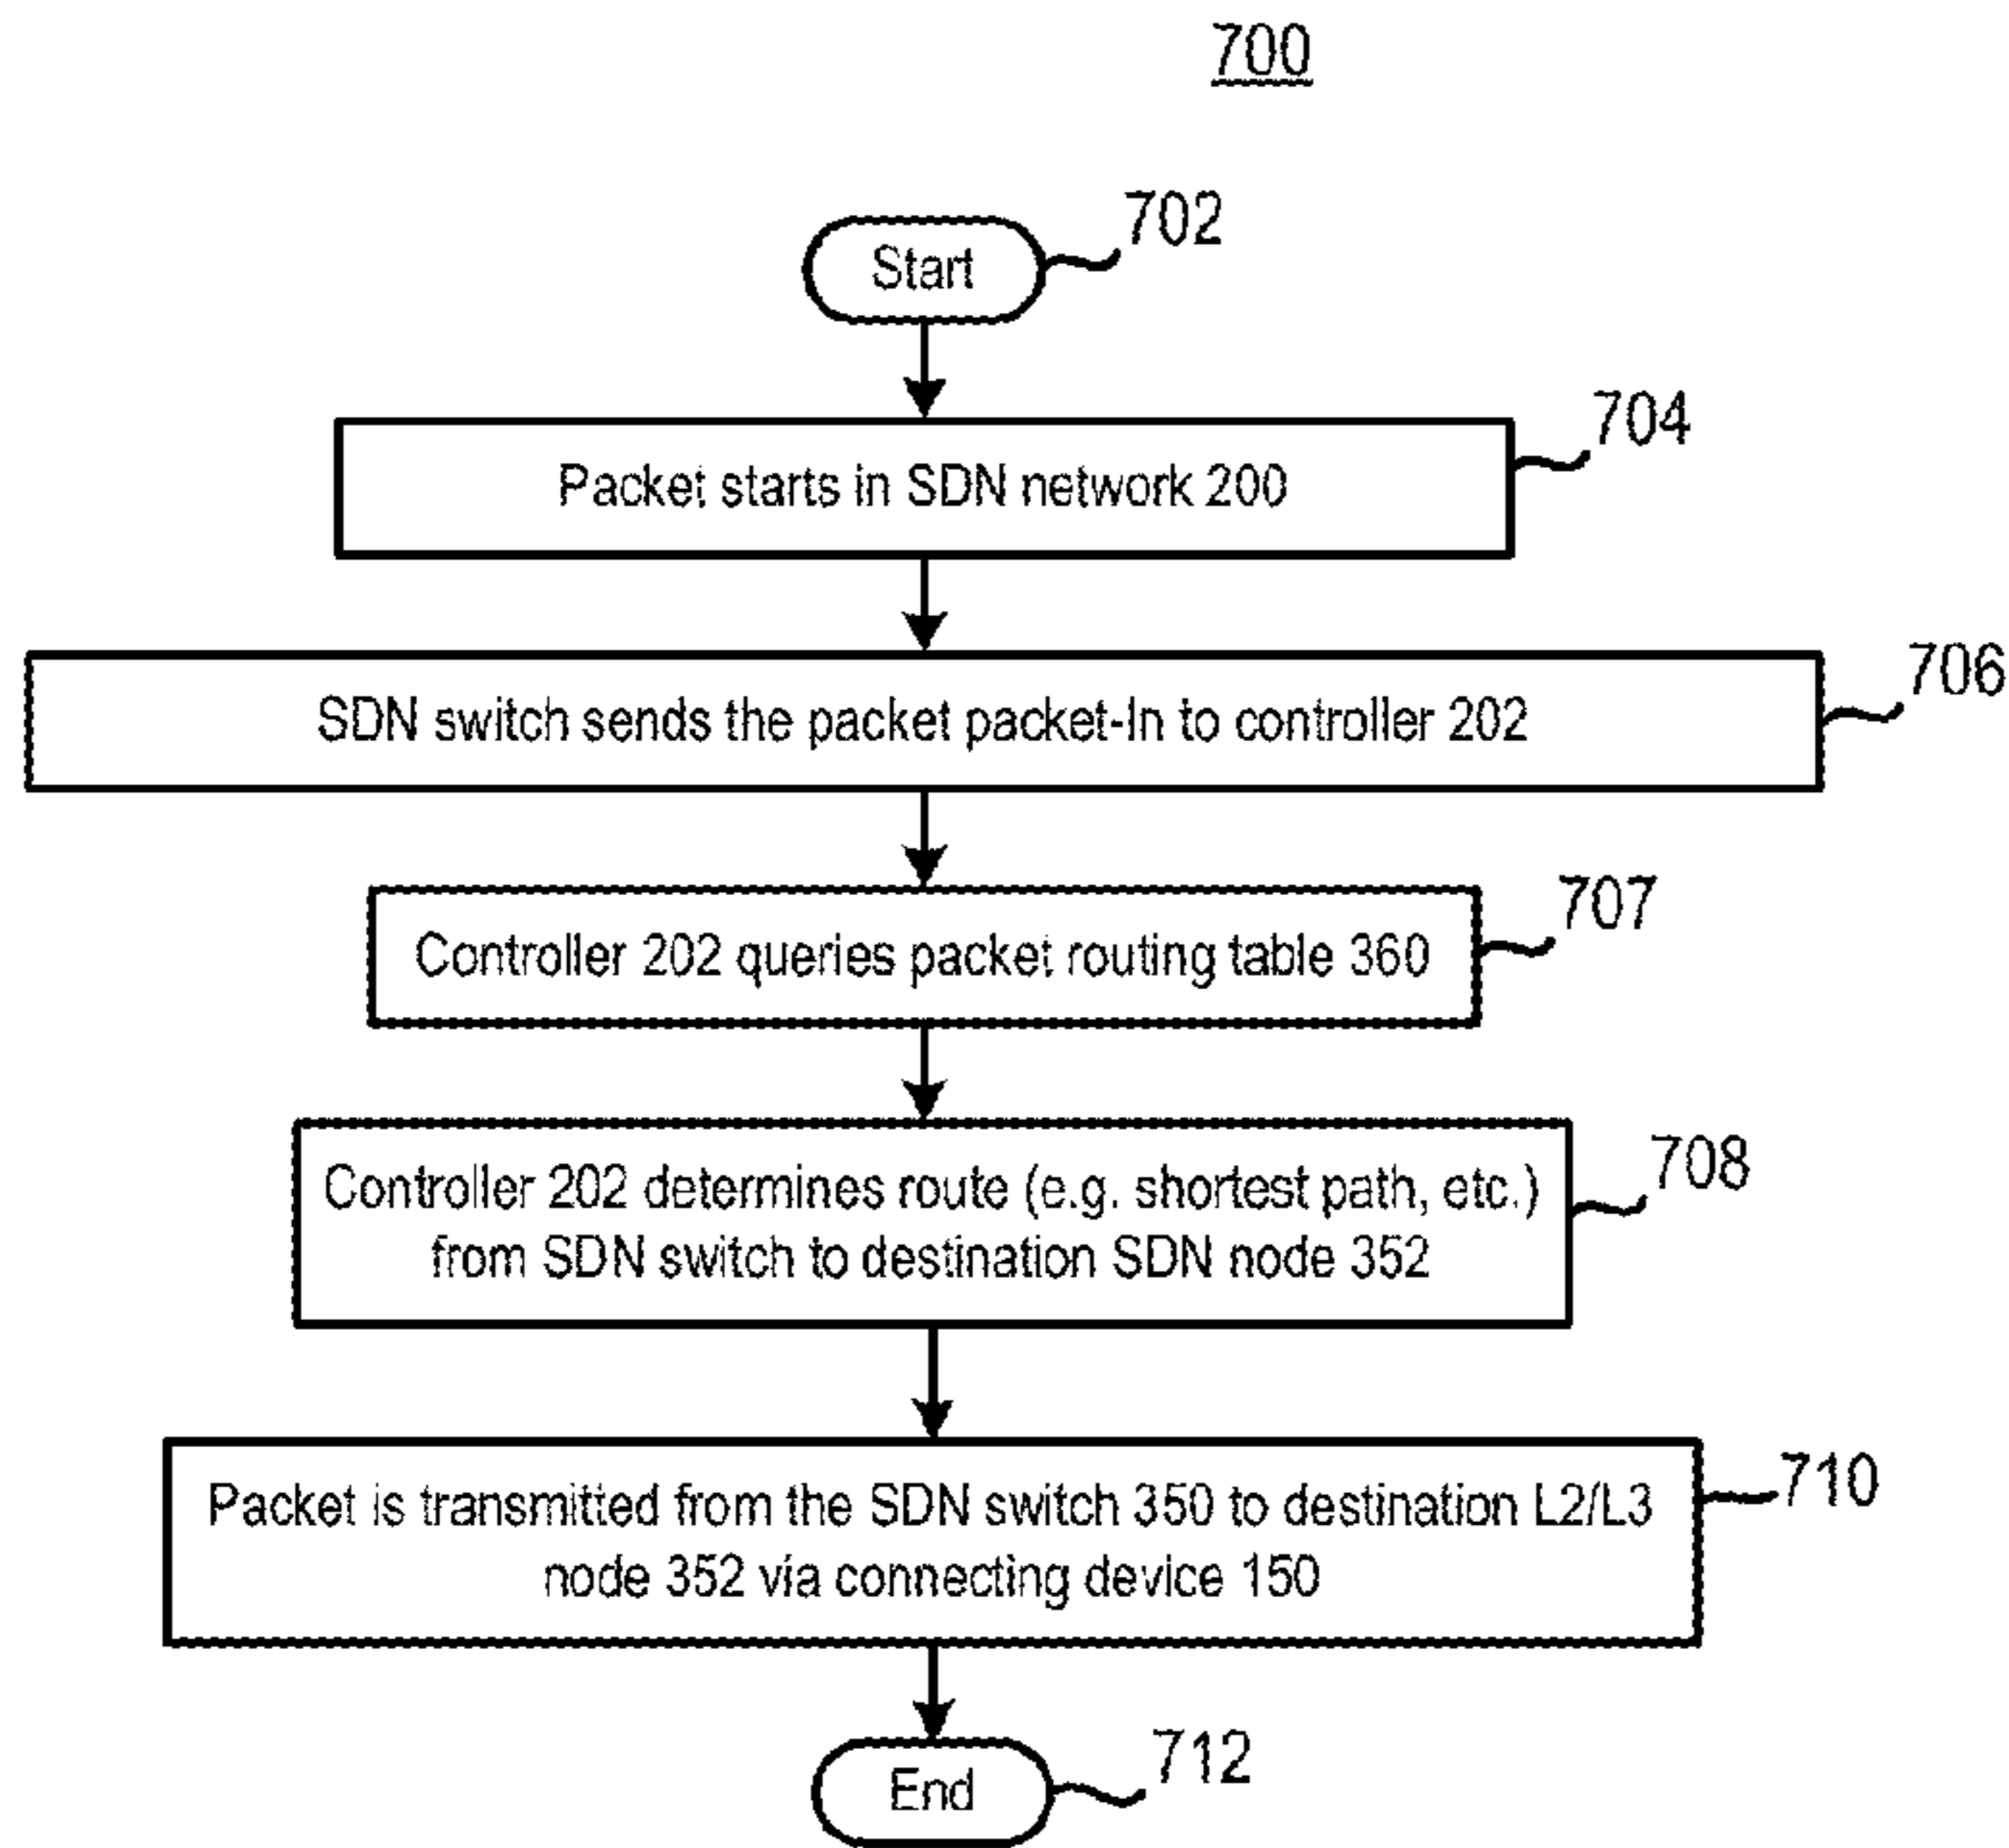 700
702
Start
704
Packet starts in SDN network 200
706
SDN switch sends the packet packet-In to controller 202
707
Controller 202 queries packet routing table 360
708
Controller 202 determines route (e.g. shortest path, etc.)
from SDN switch to destination SDN node 352
710
Packet is transmitted from the SDN switch 350 to destination L2/L3
node 352 via connecting device 150
712
End